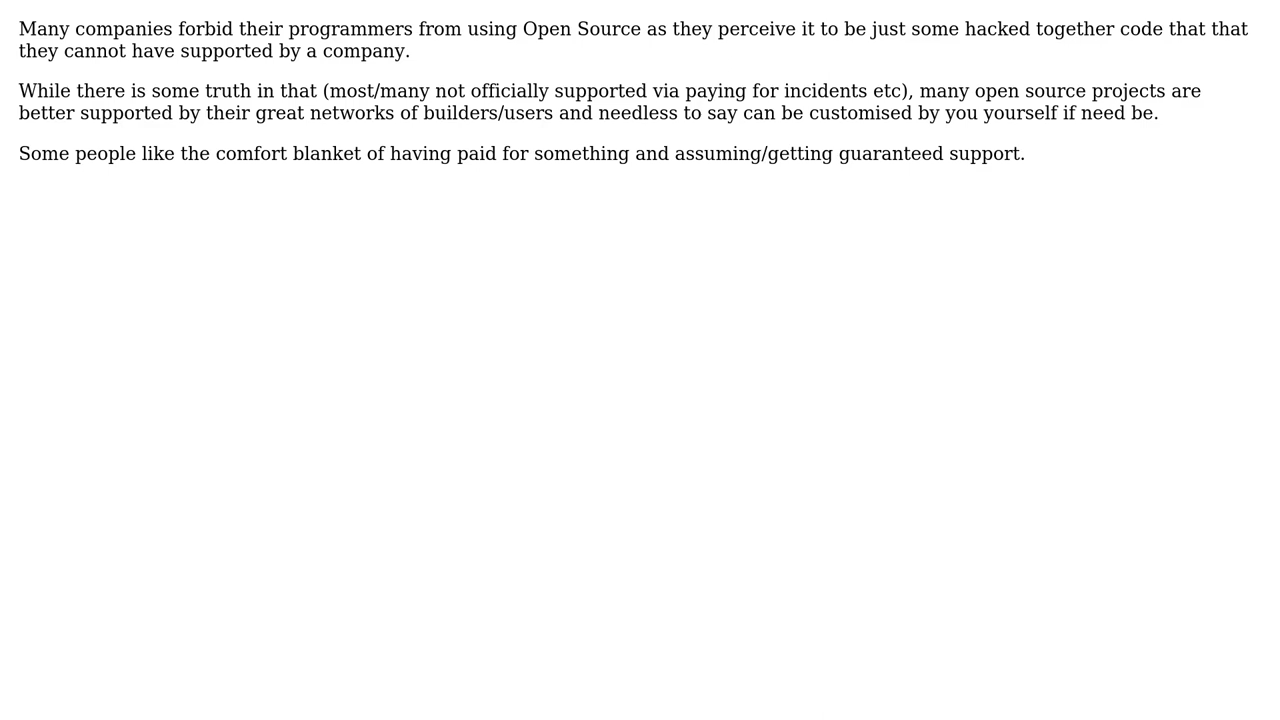 Many companies forbid their programmers from using Open Source as they perceive it to be just some hacked together code that that
they cannot have supported by a company.
While there is some truth in that (most/many not officially supported via paying for incidents etc), many open source projects are
better supported by their great networks of builders/users and needless to say can be customised by you yourself if need be.
Some people like the comfort blanket of having paid for something and assuming/getting guaranteed support.